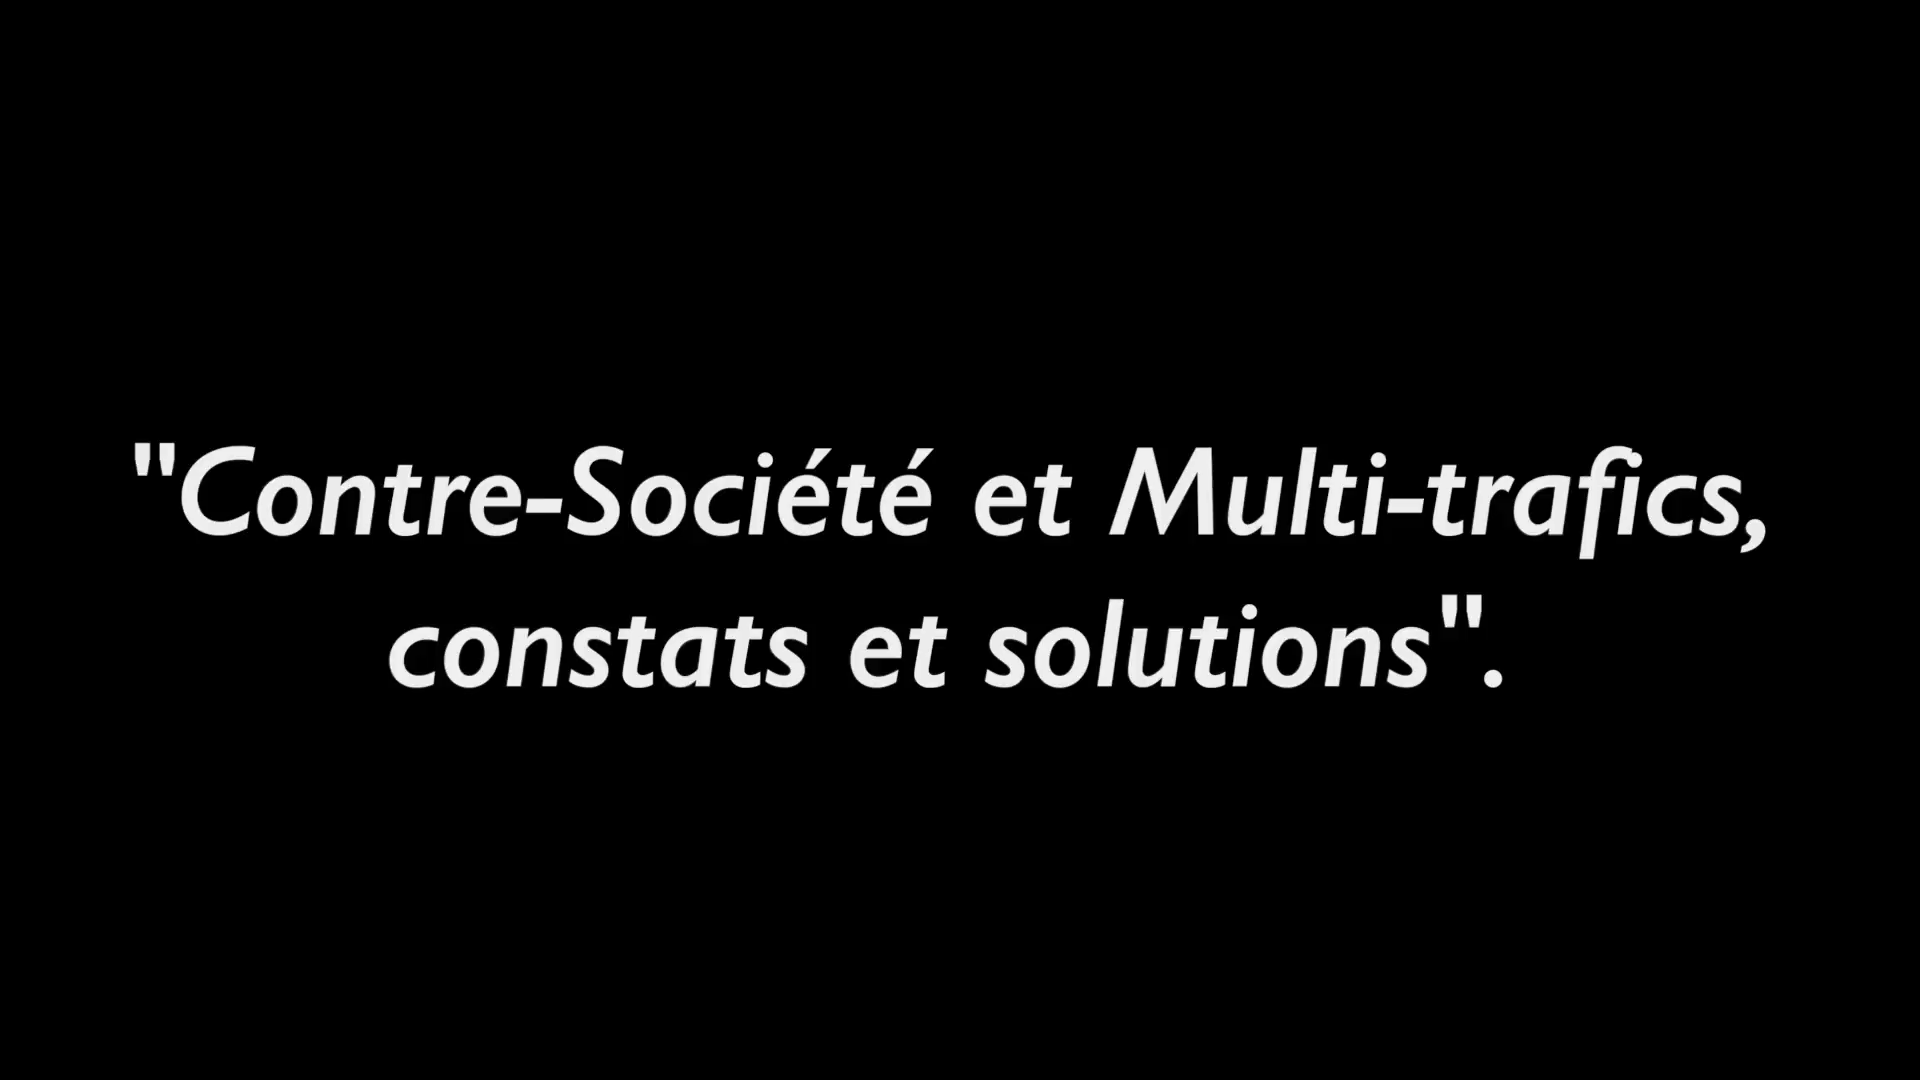 "Contre-Société et Multi-trafics,
constats et solutions".